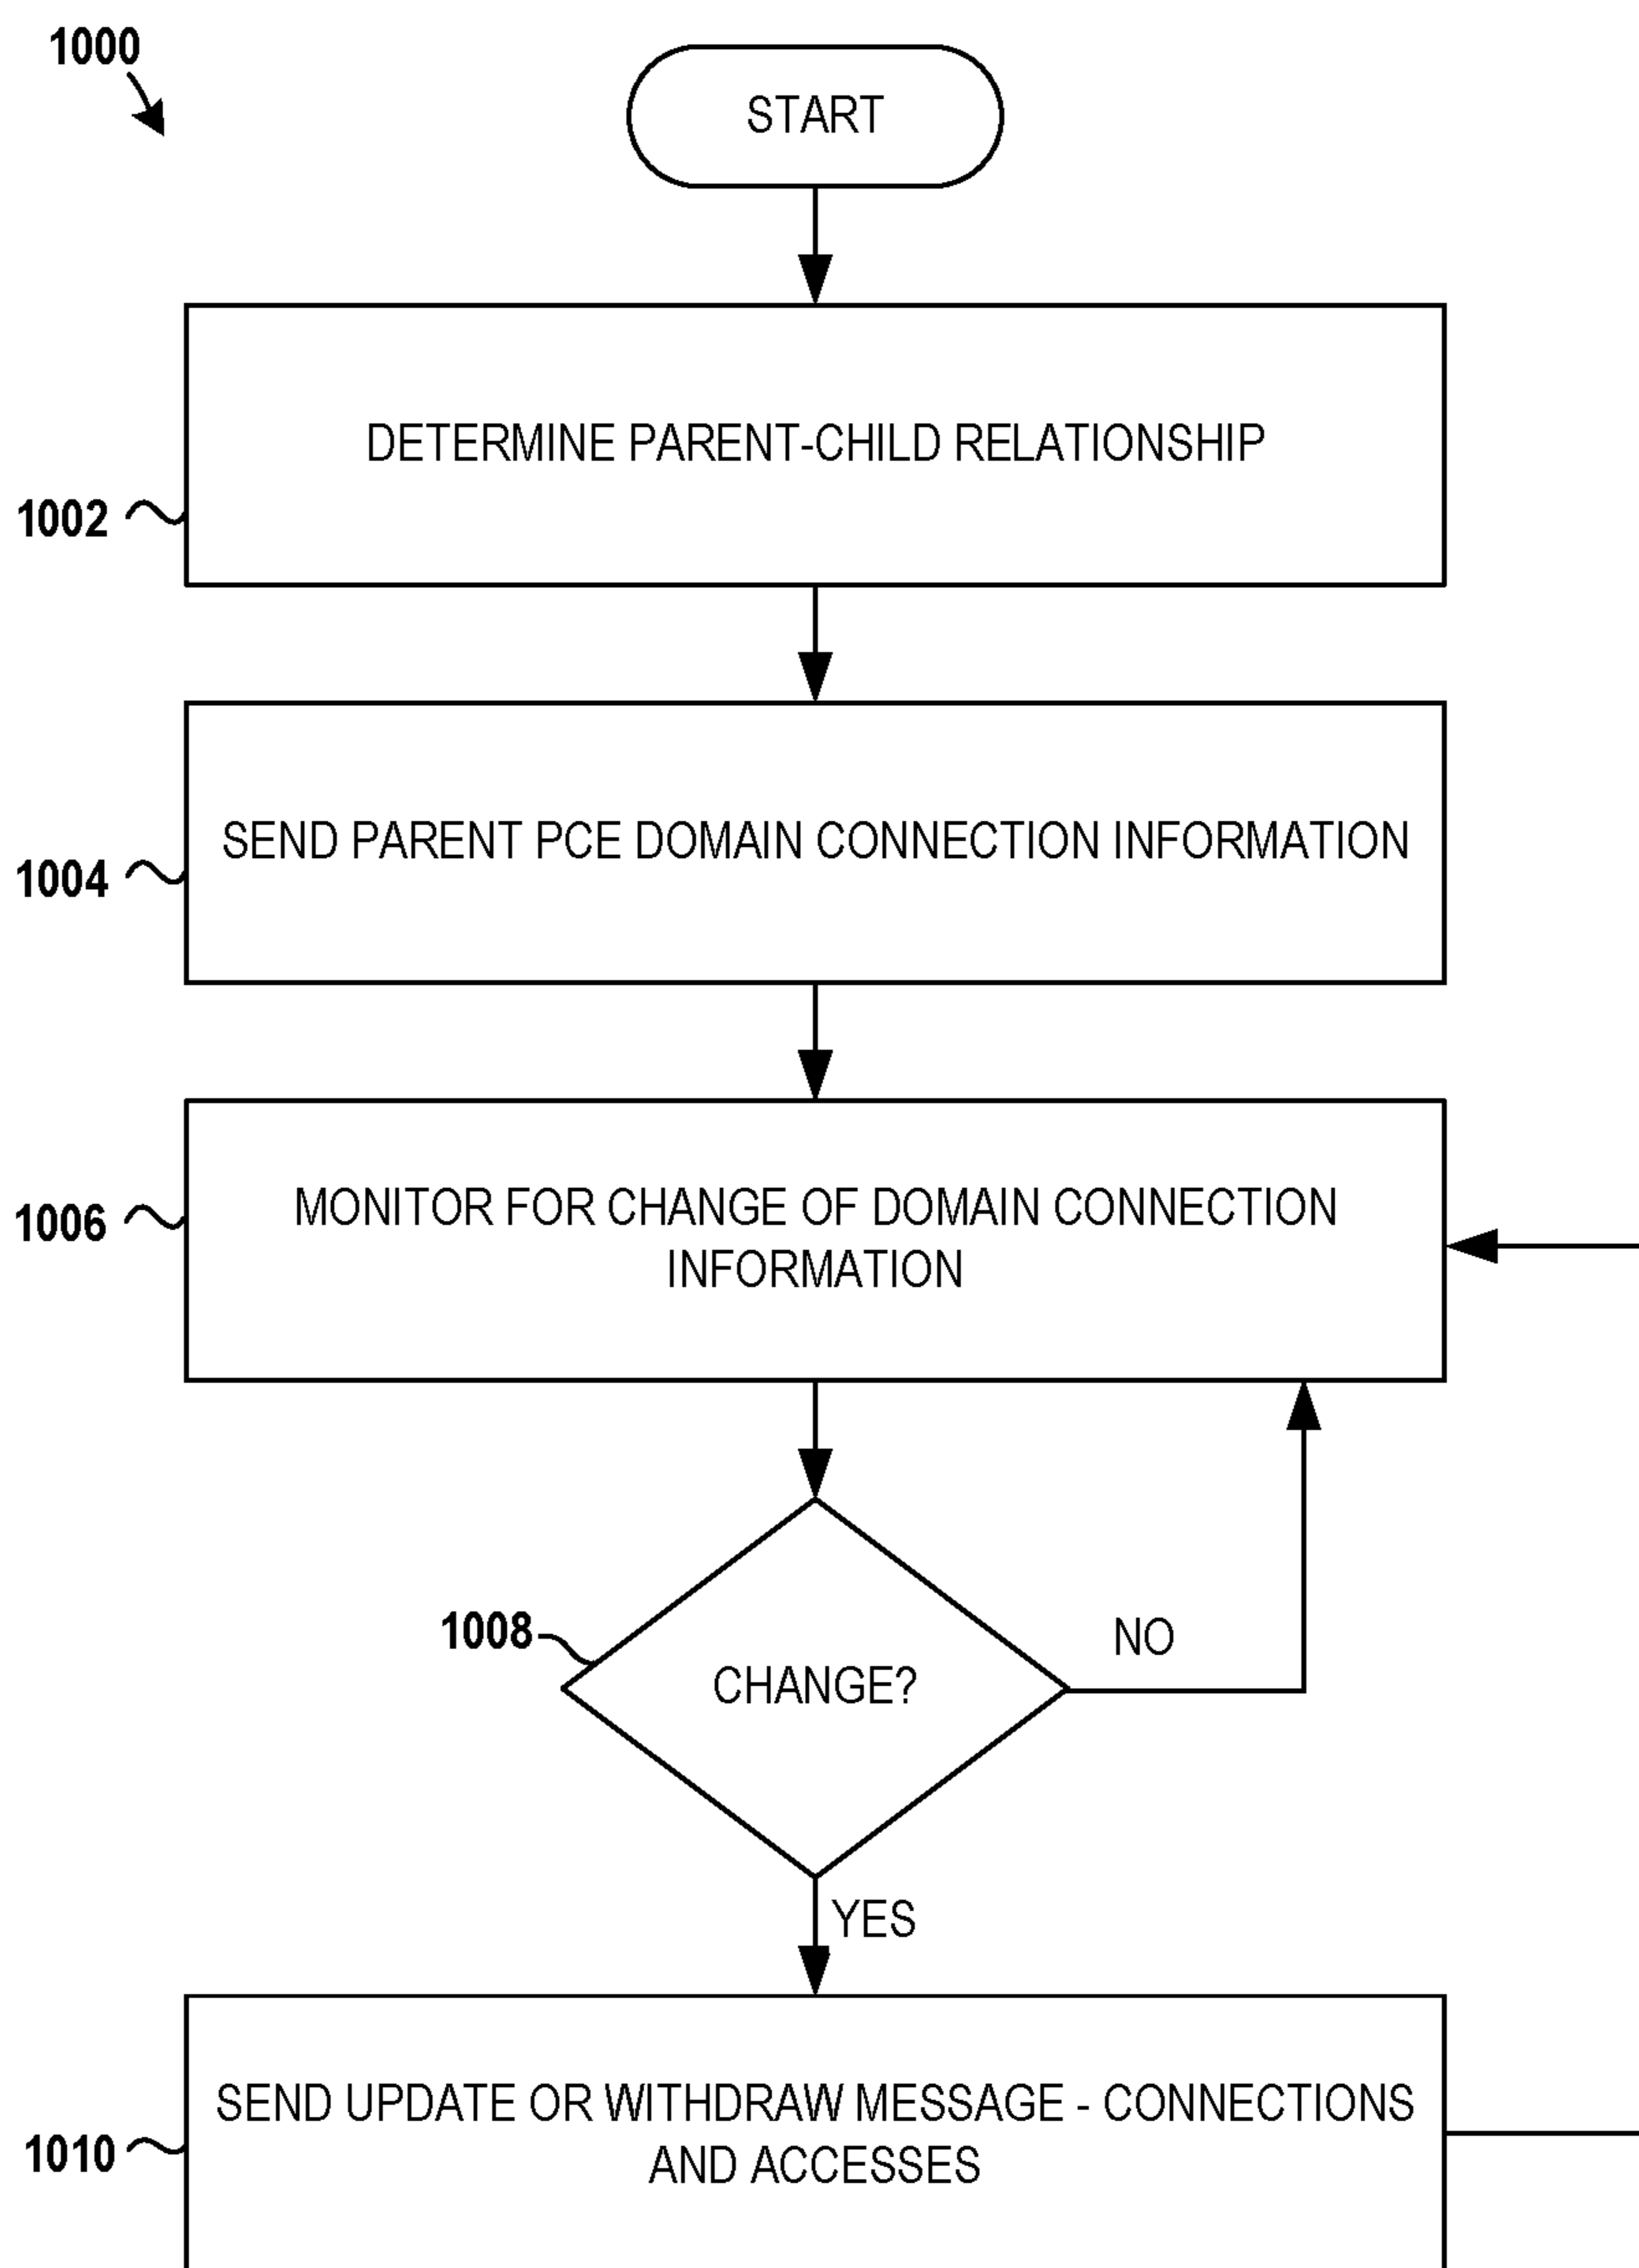 1000
START
DETERMINE PARENT-CHILD RELATIONSHIP
1002
SEND PARENT PCE DOMAIN CONNECTION INFORMATION
1004
MONITOR FOR CHANGE OF DOMAIN CONNECTION
INFORMATION
1006
1008
CHANGE?
NO
YES
SEND UPDATE OR WITHDRAW MESSAGE - CONNECTIONS
AND ACCESSES
1010